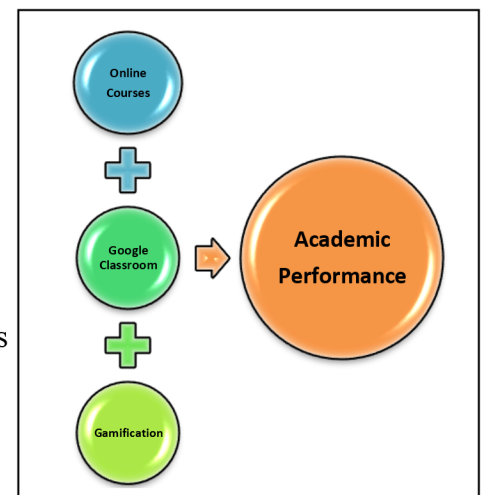 Online
Courses
Google
Classroom
Academic
Performance
s
Gamification